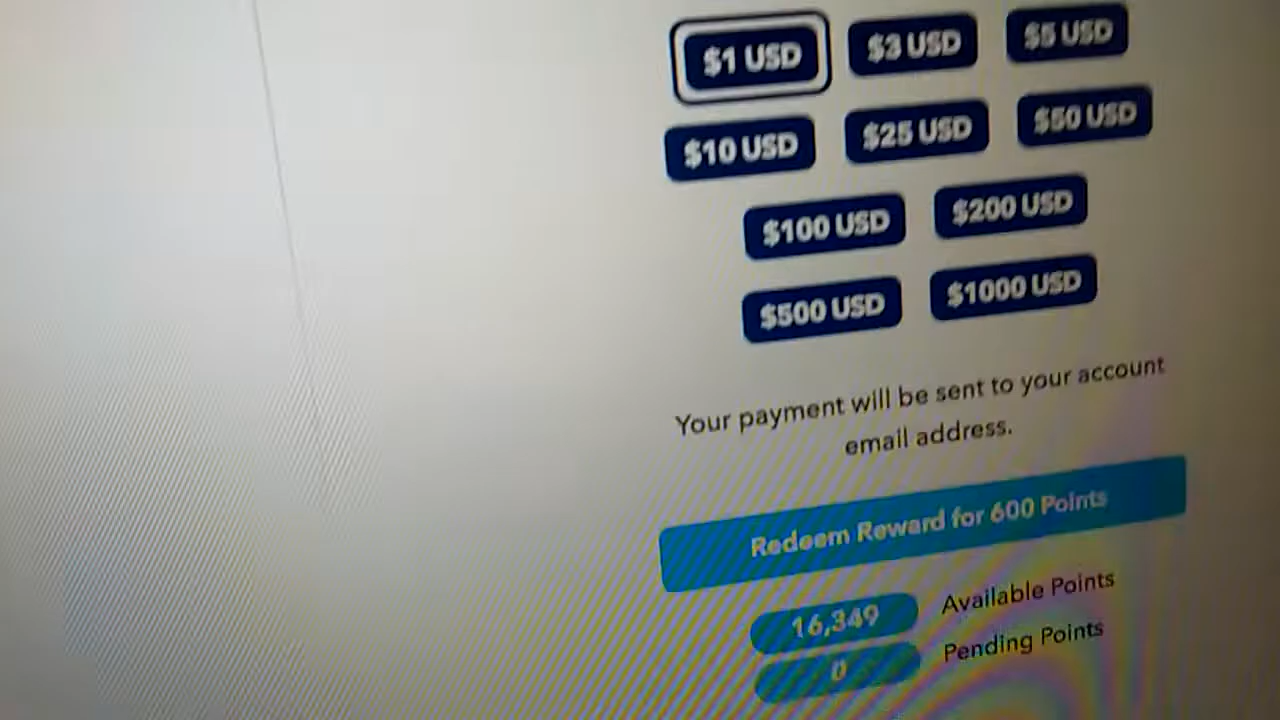 $1 USD $3 USD $5 USD
$10 USD $25 USD $50 USD
$100 USD $200 USD
$500 USD $1000 USD
Your payment will be sent to your account
email address.
Redeem Reward for 600 Points
16,349 Available Points
0 Pending Points